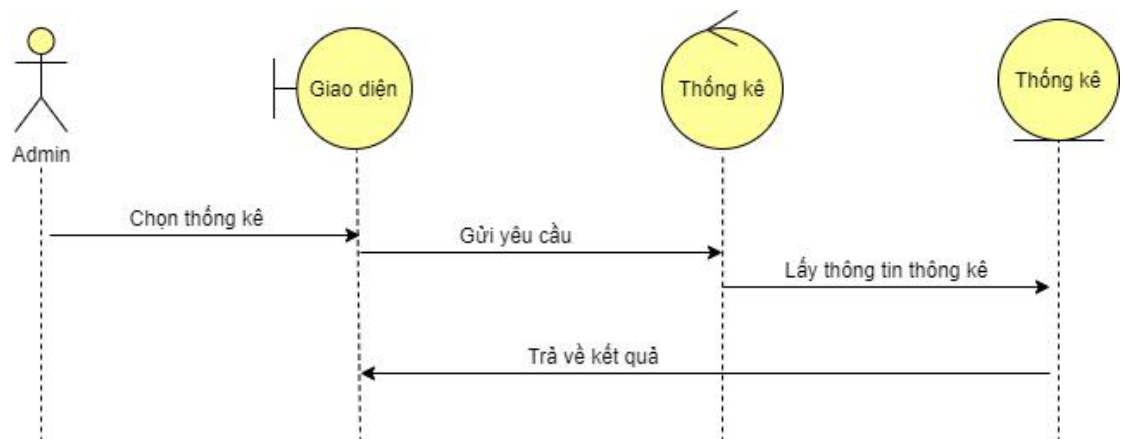 Giao diện
Thống kê
Thống kê
Admin
Chọn thống kê
Gửi yêu cầu
Lấy thông tin thông kê
Trả về kết quả